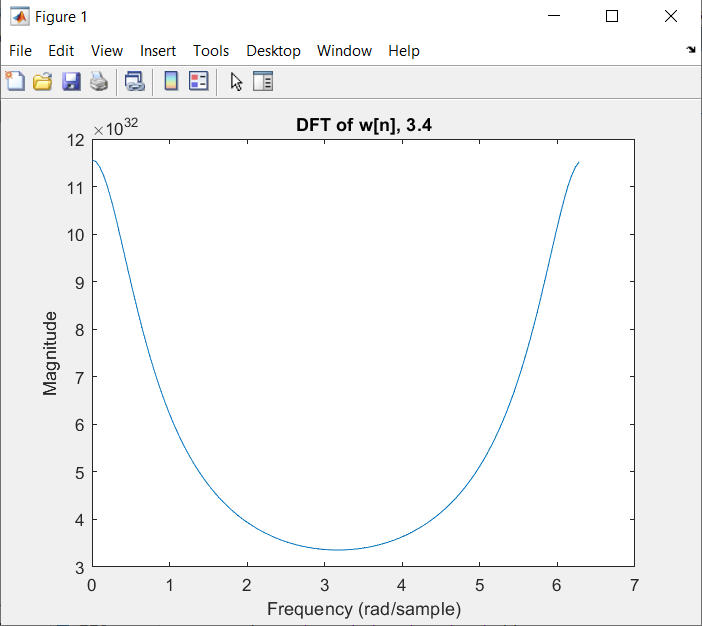 Figure 1
File Edit View Insert Tools Desktop Window Help
×10^32
DFT of w[n], 3.4
12
11
10
9
8
7
6
5
4
3
Magnitude
0 1 2 3 4 5 6 7
Frequency (rad/sample)